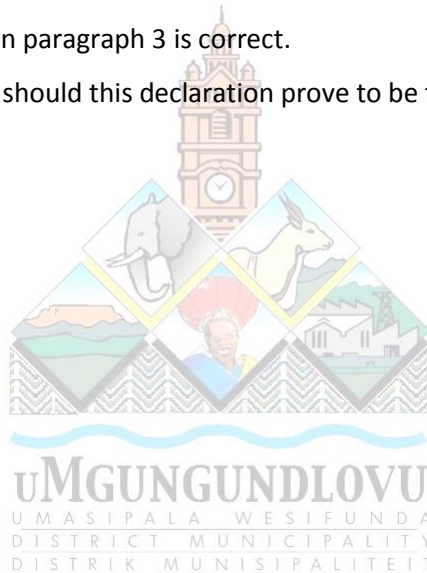 n paragraph 3 is correct.
should this declaration prove to be
uMGUNGUNDLOVU
UMASIPALA WESIFUNDA
DISTRICT MUNICIPALITY
DISTRIK MUNISIPALITEIT